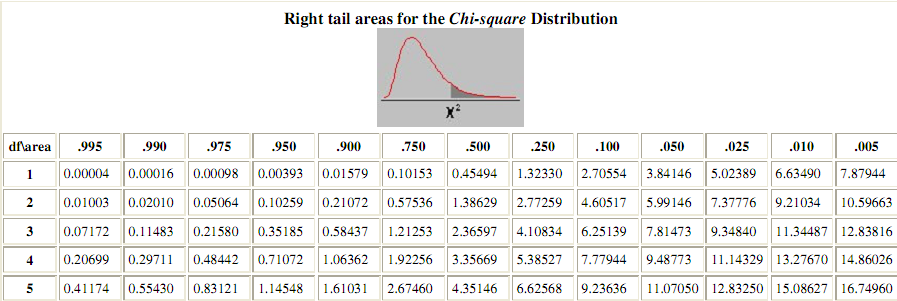 Right tail areas for the Chi-square Distribution
χ²
df\area .995 .990 .975 .950 .900 .750 .500 .250 .100 .050 .025 .010 .005
1 0.00004 0.00016 0.00098 0.00393 0.01579 0.10153 0.45494 1.32330 2.70554 3.84146 5.02389 6.63490 7.87944
2 0.01003 0.02010 0.05064 0.10259 0.21072 0.57536 1.38629 2.77259 4.60517 5.99146 7.37776 9.21034 10.59663
3 0.07172 0.11483 0.21580 0.35185 0.58437 1.21253 2.36597 4.10834 6.25139 7.81473 9.34840 11.34487 12.83816
4 0.20699 0.29711 0.48442 0.71072 1.06362 1.92256 3.35669 5.38527 7.77944 9.48773 11.14329 13.27670 14.86026
5 0.41174 0.55430 0.83121 1.14548 1.61031 2.67460 4.35146 6.62568 9.23636 11.07050 12.83250 15.08627 16.74960